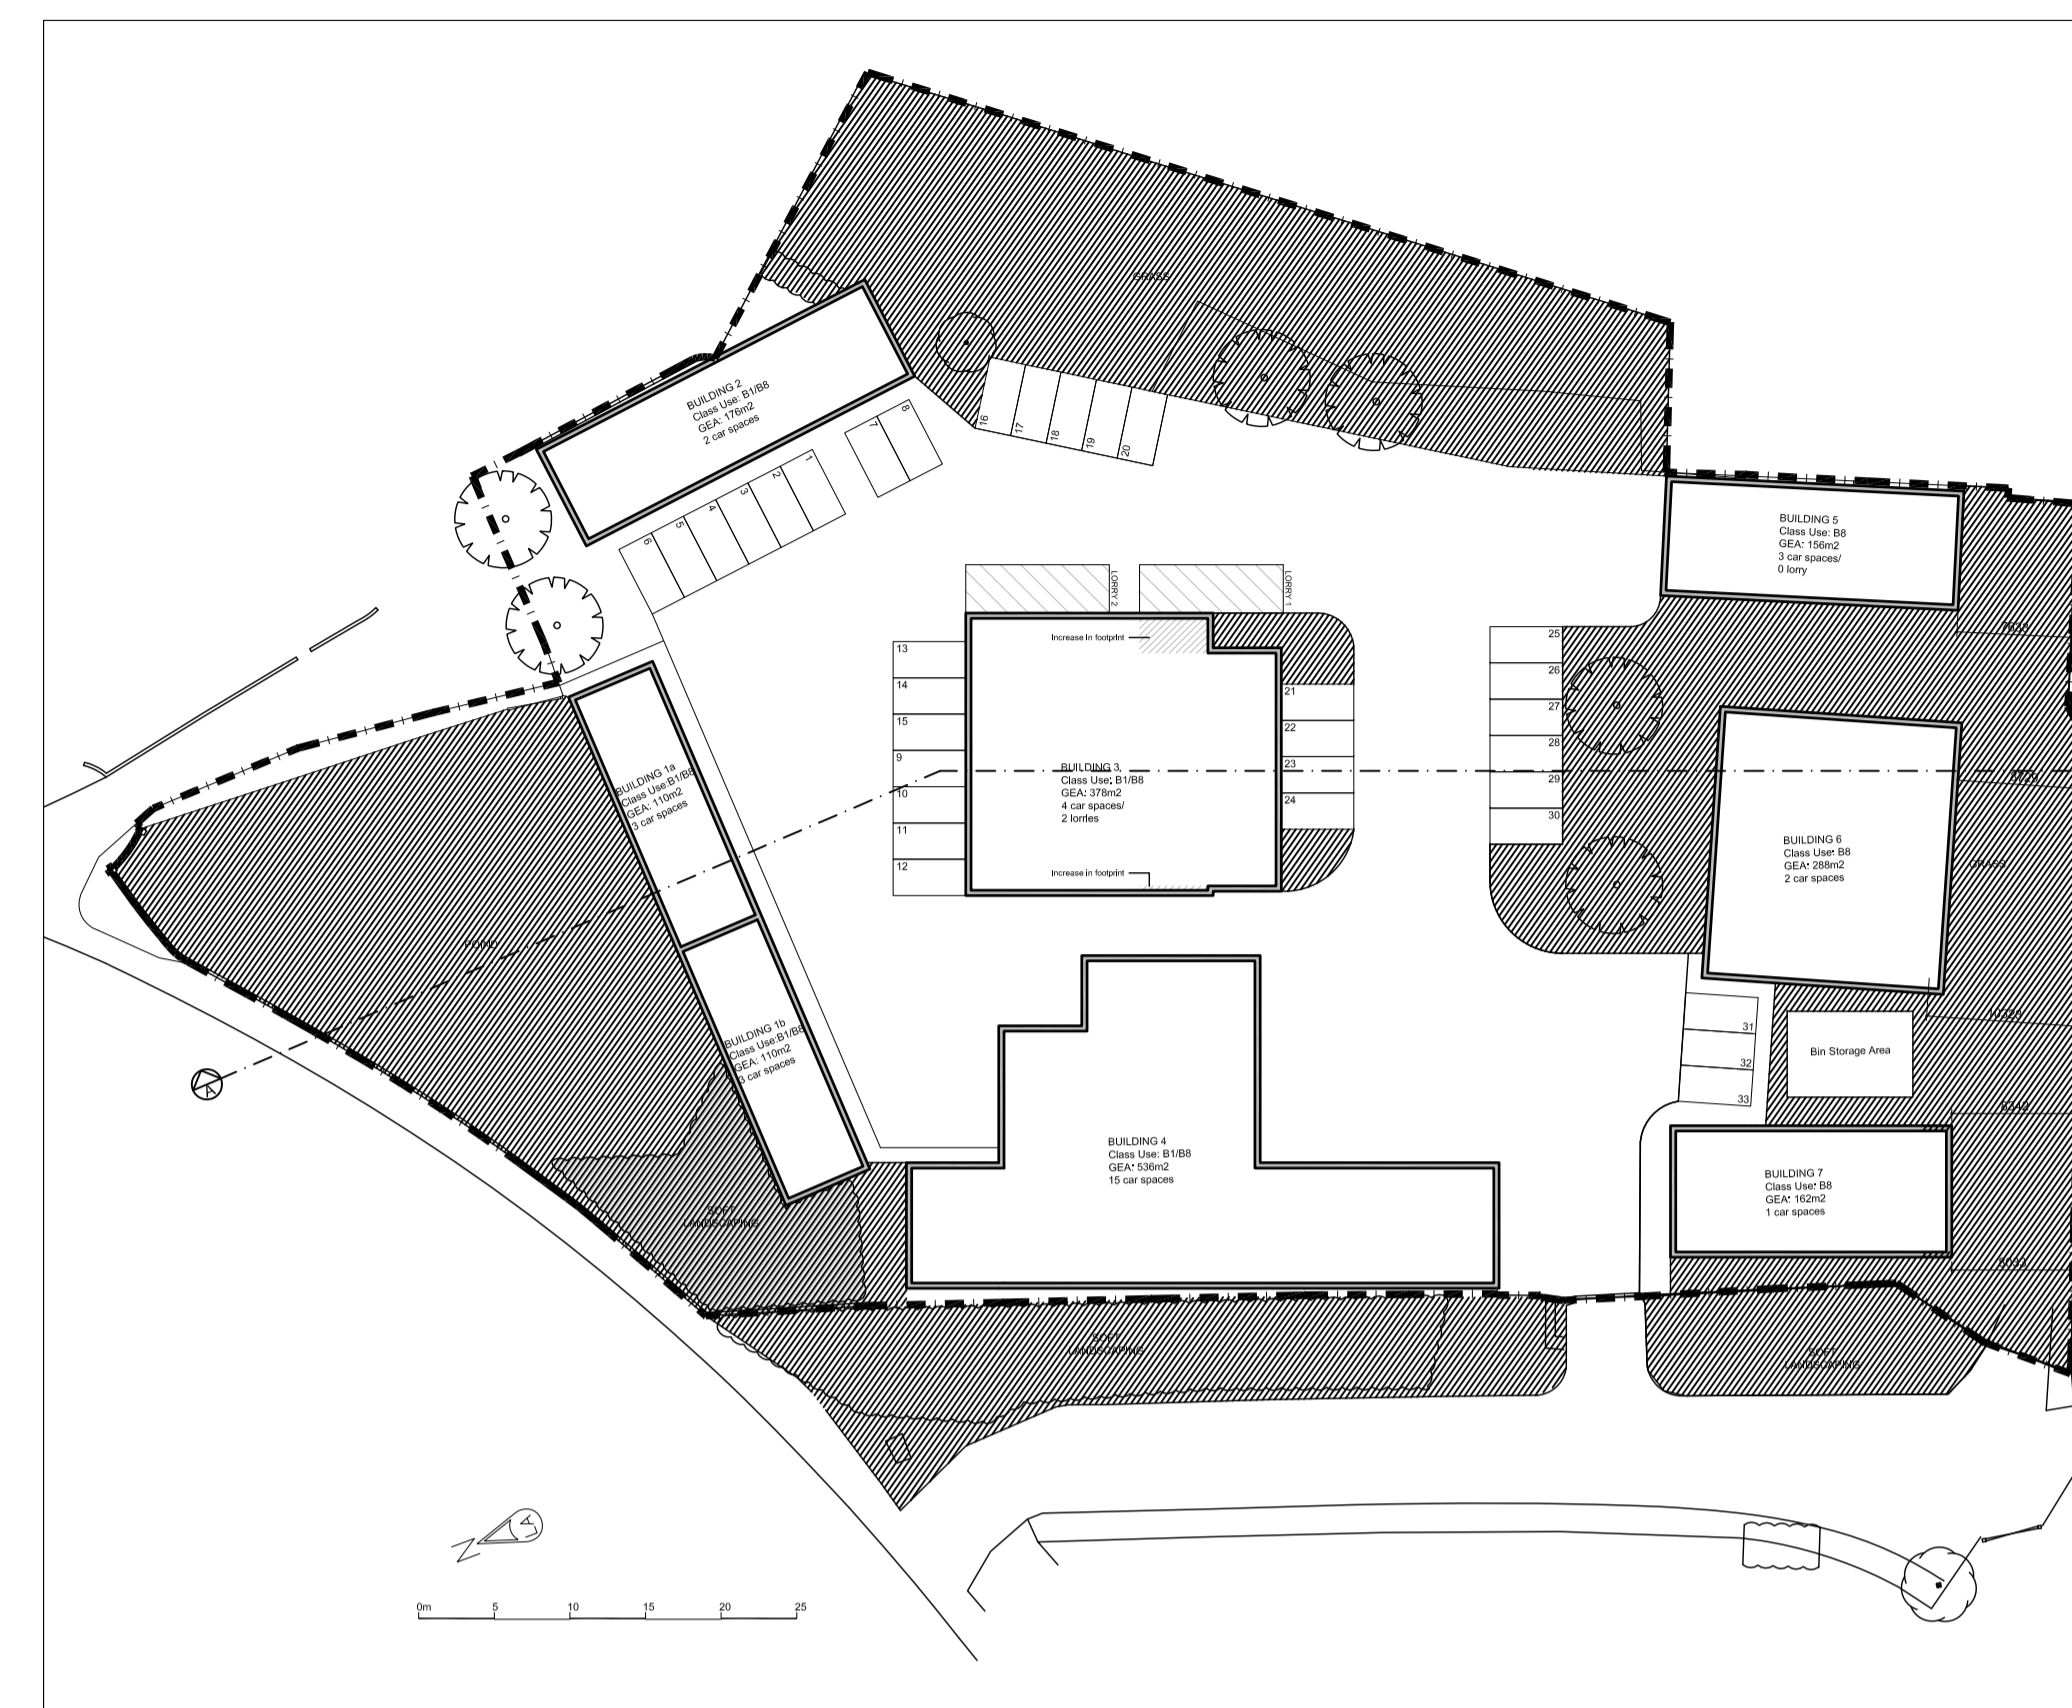 GRASS
BUILDING 2
Class Use: B1/B8
GEA: 176m2
2 car spaces
8
7
1
2
3
4
5
6
16
17
18
19
20
BUILDING 5
Class Use: B8
GEA: 156m2
3 car spaces/
0 lorry
LORRY 2
LORRY 1
Increase in footprint
7638
13
14
15
9
10
11
12
21
22
23
24
25
26
27
28
29
30
BUILDING 1a
Class Use:B1/B8
GEA: 110m2
3 car spaces
BUILDING 3
Class Use: B1/B8
GEA: 378m2
4 car spaces/
2 lorries
Increase in footprint
BUILDING 6
Class Use: B8
GEA: 288m2
2 car spaces
GRASS
POND
BUILDING 1b
Class Use:B1/B8
GEA: 110m2
3 car spaces
A
10328
31
32
33
Bin Storage Area
8342
BUILDING 4
Class Use: B1/B8
GEA: 536m2
15 car spaces
BUILDING 7
Class Use: B8
GEA: 162m2
1 car spaces
SOFT
LANDSCAPING
SOFT
LANDSCAPING
SOFT
LANDSCAPING
N
0m
5
10
15
20
25